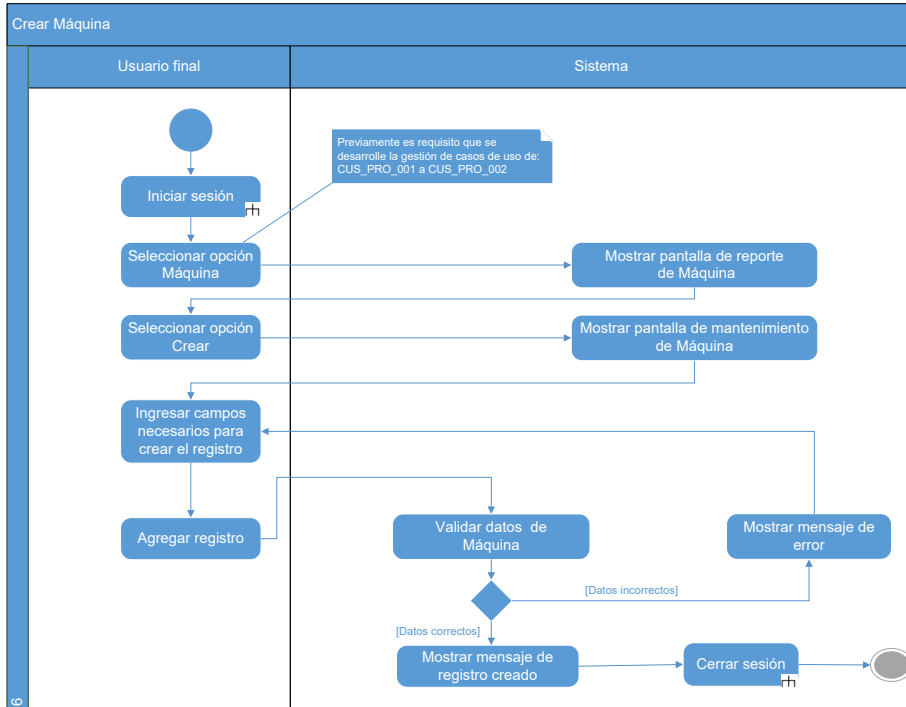 Crear Máquina
Usuario final
Sistema
Previamente es requisito que se
desarrolle la gestión de casos de uso de:
CUS_PRO_001 a CUS_PRO_002
Iniciar sesión
Seleccionar opción
Máquina
Mostrar pantalla de reporte
de Máquina
Seleccionar opción
Crear
Mostrar pantalla de mantenimiento
de Máquina
Ingresar campos
necesarios para
crear el registro
Agregar registro
Validar datos de
Máquina
Mostrar mensaje de
error
[Datos incorrectos]
[Datos correctos]
Mostrar mensaje de
registro creado
Cerrar sesión